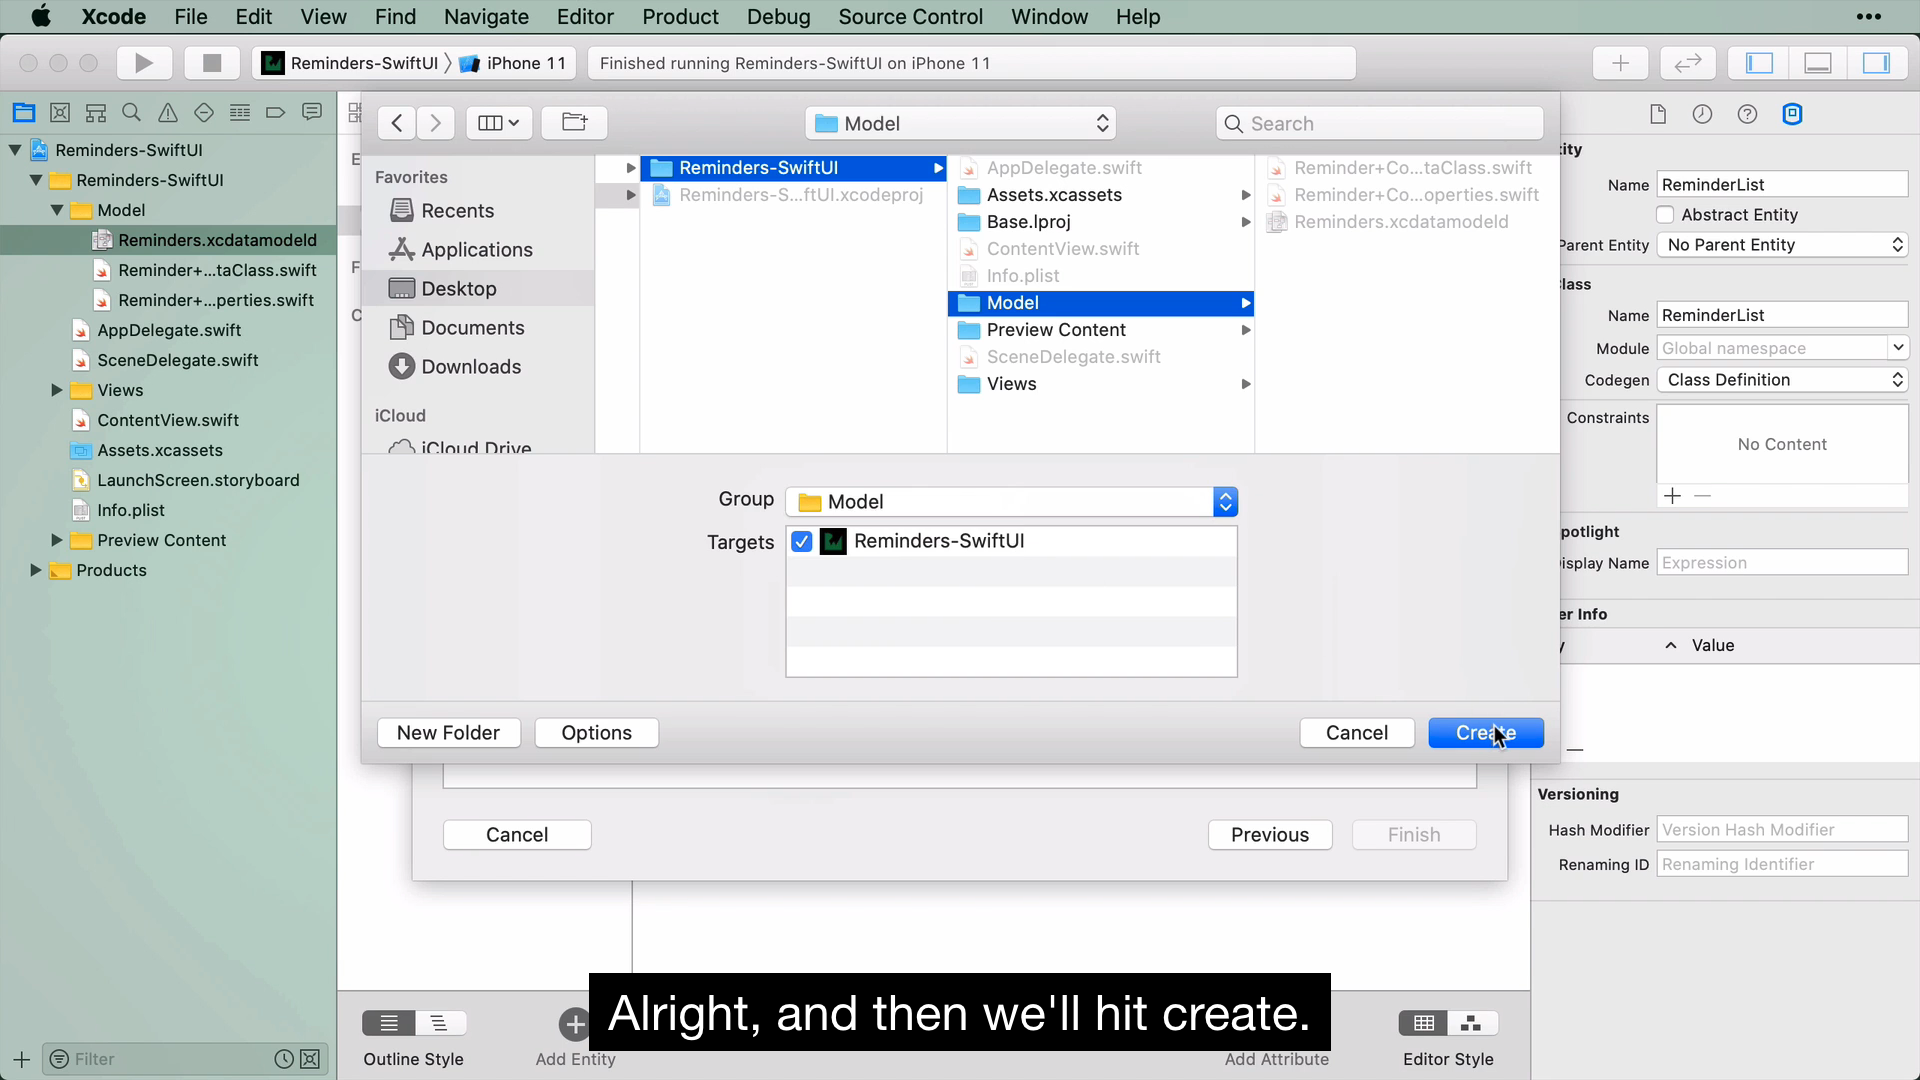 Xcode File Edit View Find Navigate Editor Product Debug Source Control Window Help
Reminders-SwiftUI iPhone 11
Finished running Reminders-SwiftUI on iPhone 11
Reminders-SwiftUI
Reminders-SwiftUI
Model
Reminders.xcdatamodeld
Reminder+...taClass.swift
Reminder+...perties.swift
AppDelegate.swift
SceneDelegate.swift
Views
ContentView.swift
Assets.xcassets
LaunchScreen.storyboard
Info.plist
Preview Content
Products
Filter
Model
Search
Favorites
Recents
Applications
Desktop
Documents
Downloads
iCloud
iCloud Drive
Reminders-SwiftUI
Reminders-S...ftUI.xcodeproj
AppDelegate.swift
Assets.xcassets
Base.lproj
ContentView.swift
Info.plist
Model
Preview Content
SceneDelegate.swift
Views
Reminder+Co...taClass.swift
Reminder+Co...operties.swift
Reminders.xcdatamodeld
Group Model
Targets Reminders-SwiftUI
New Folder Options Cancel Create
Cancel Previous Finish
tity
Name ReminderList
Abstract Entity
Parent Entity No Parent Entity
lass
Name ReminderList
Module Global namespace
Codegen Class Definition
Constraints
No Content
potlight
isplay Name Expression
er Info
y Value
Versioning
Hash Modifier Version Hash Modifier
Renaming ID Renaming Identifier
Alright, and then we'll hit create.
Outline Style Add Entity Add Attribute Editor Style